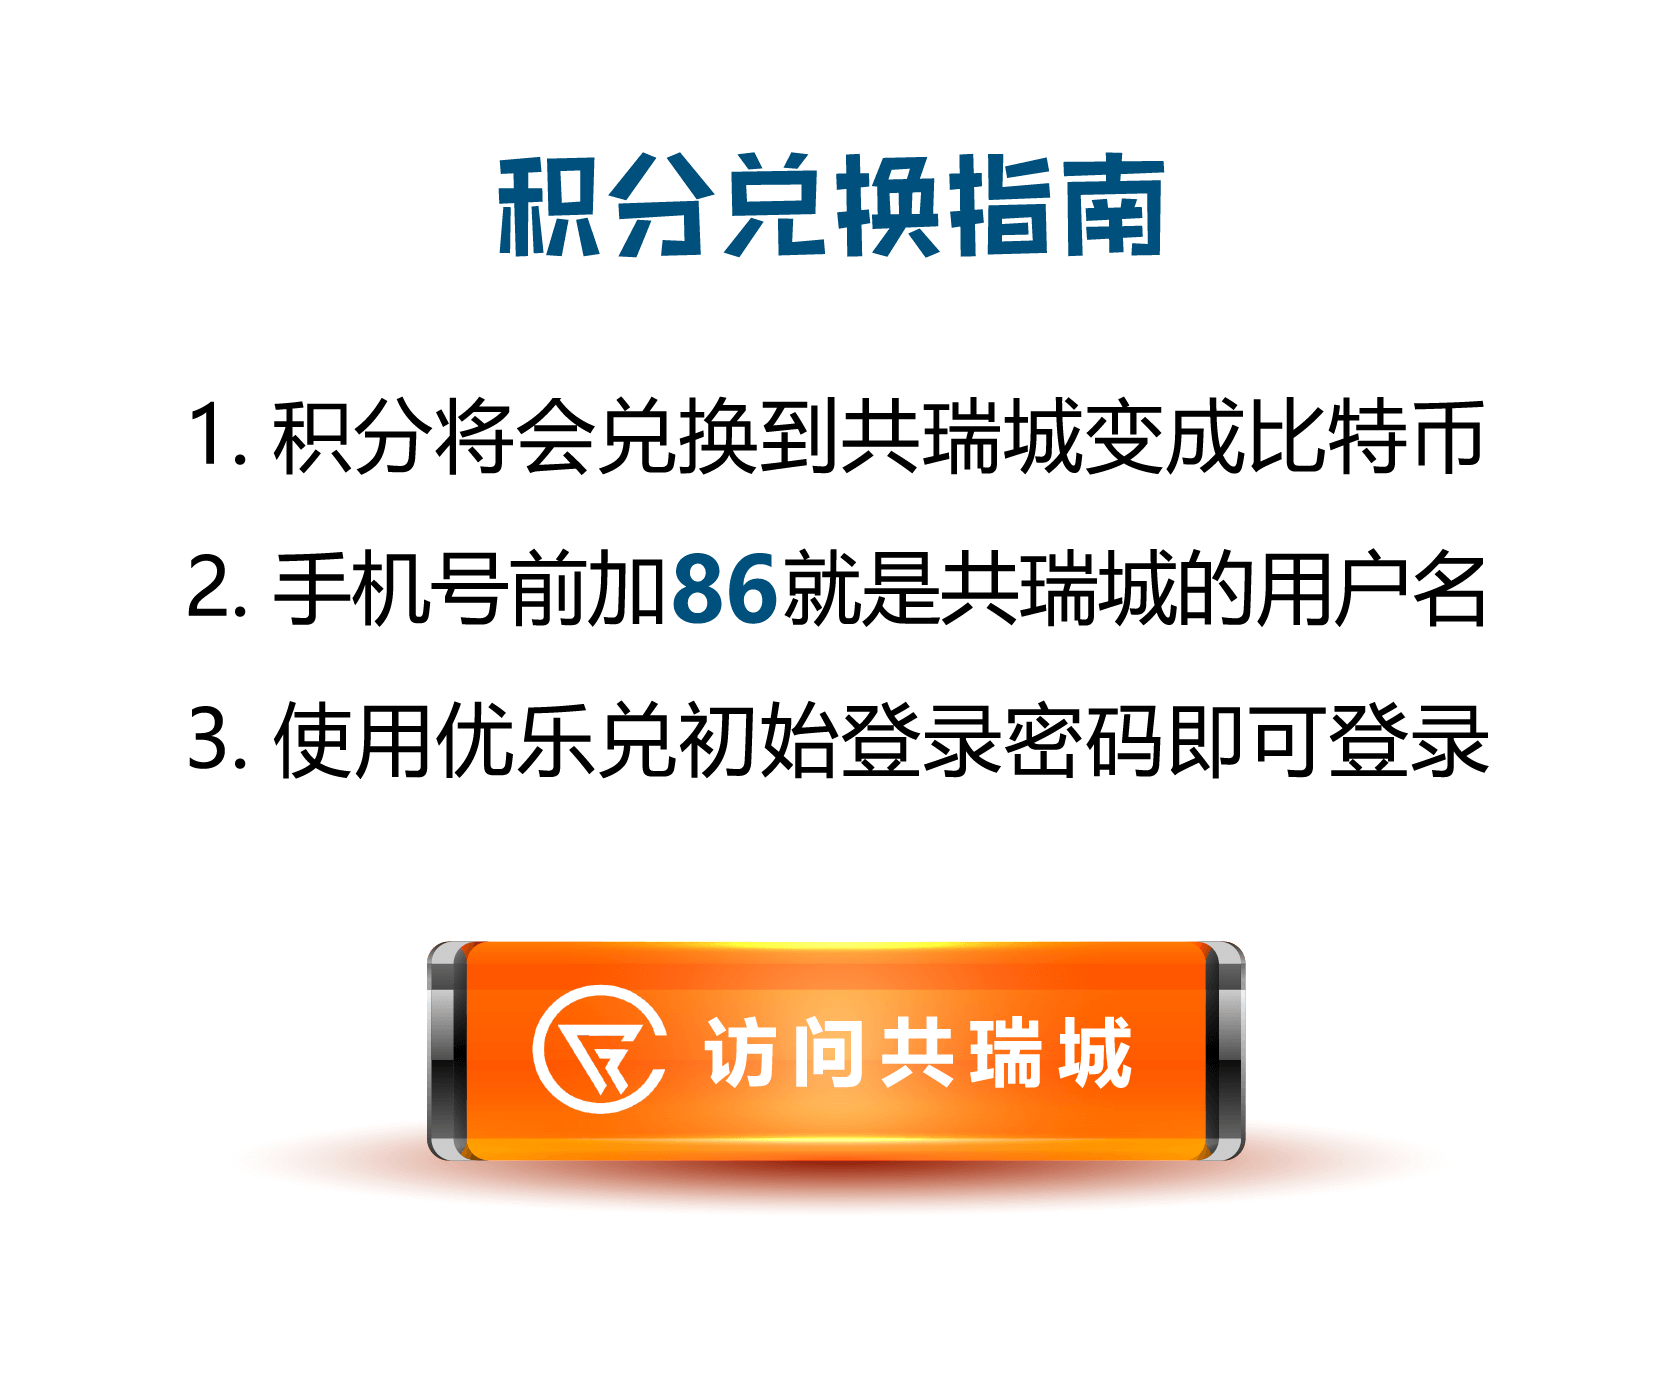 积分兑换指南
1. 积分将会兑换到共瑞城变成比特币
2. 手机号前加86就是共瑞城的用户名
3. 使用优乐兑初始登录密码即可登录
访问共瑞城